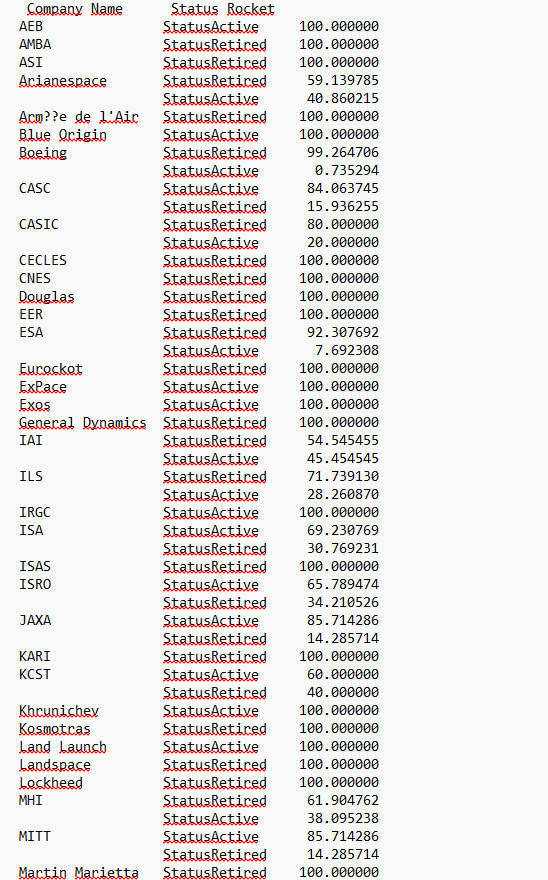 Company Name Status Rocket
AEB StatusActive 100.000000
AMBA StatusRetired 100.000000
ASI StatusRetired 100.000000
Arianespace StatusRetired 59.139785
StatusActive 40.860215
Arm??e de l'Air StatusRetired 100.000000
Blue Origin StatusActive 100.000000
Boeing StatusRetired 99.264706
StatusActive 0.735294
CASC StatusActive 84.063745
StatusRetired 15.936255
CASIC StatusRetired 80.000000
StatusActive 20.000000
CECLES StatusRetired 100.000000
CNES StatusRetired 100.000000
Douglas StatusRetired 100.000000
EER StatusRetired 100.000000
ESA StatusRetired 92.307692
StatusActive 7.692308
Eurockot StatusRetired 100.000000
ExPace StatusActive 100.000000
Exos StatusActive 100.000000
General Dynamics StatusRetired 100.000000
IAI StatusRetired 54.545455
StatusActive 45.454545
ILS StatusRetired 71.739130
StatusActive 28.260870
IRGC StatusActive 100.000000
ISA StatusActive 69.230769
StatusRetired 30.769231
ISAS StatusRetired 100.000000
ISRO StatusActive 65.789474
StatusRetired 34.210526
JAXA StatusActive 85.714286
StatusRetired 14.285714
KARI StatusRetired 100.000000
KCST StatusActive 60.000000
StatusRetired 40.000000
Khrunichev StatusActive 100.000000
Kosmotras StatusRetired 100.000000
Land Launch StatusActive 100.000000
Landspace StatusRetired 100.000000
Lockheed StatusRetired 100.000000
MHI StatusRetired 61.904762
StatusActive 38.095238
MITT StatusActive 85.714286
StatusRetired 14.285714
Martin Marietta StatusRetired 100.000000